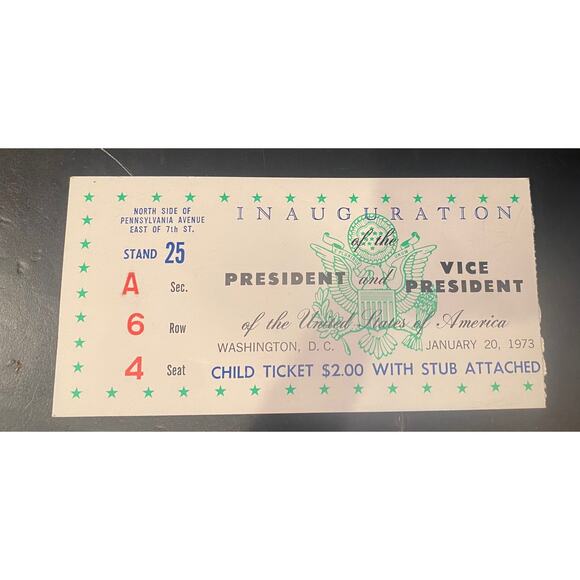 NORTH SIDE OF
PENNSYLVANIA AVENUE
EAST OF 7th ST.
STAND 25
A Sec.
6 Row
4 Seat
INAUGURATION
of the
PRESIDENT and VICE PRESIDENT
of the United States of America
WASHINGTON, D. C. JANUARY 20, 1973
CHILD TICKET $2.00 WITH STUB ATTACHED